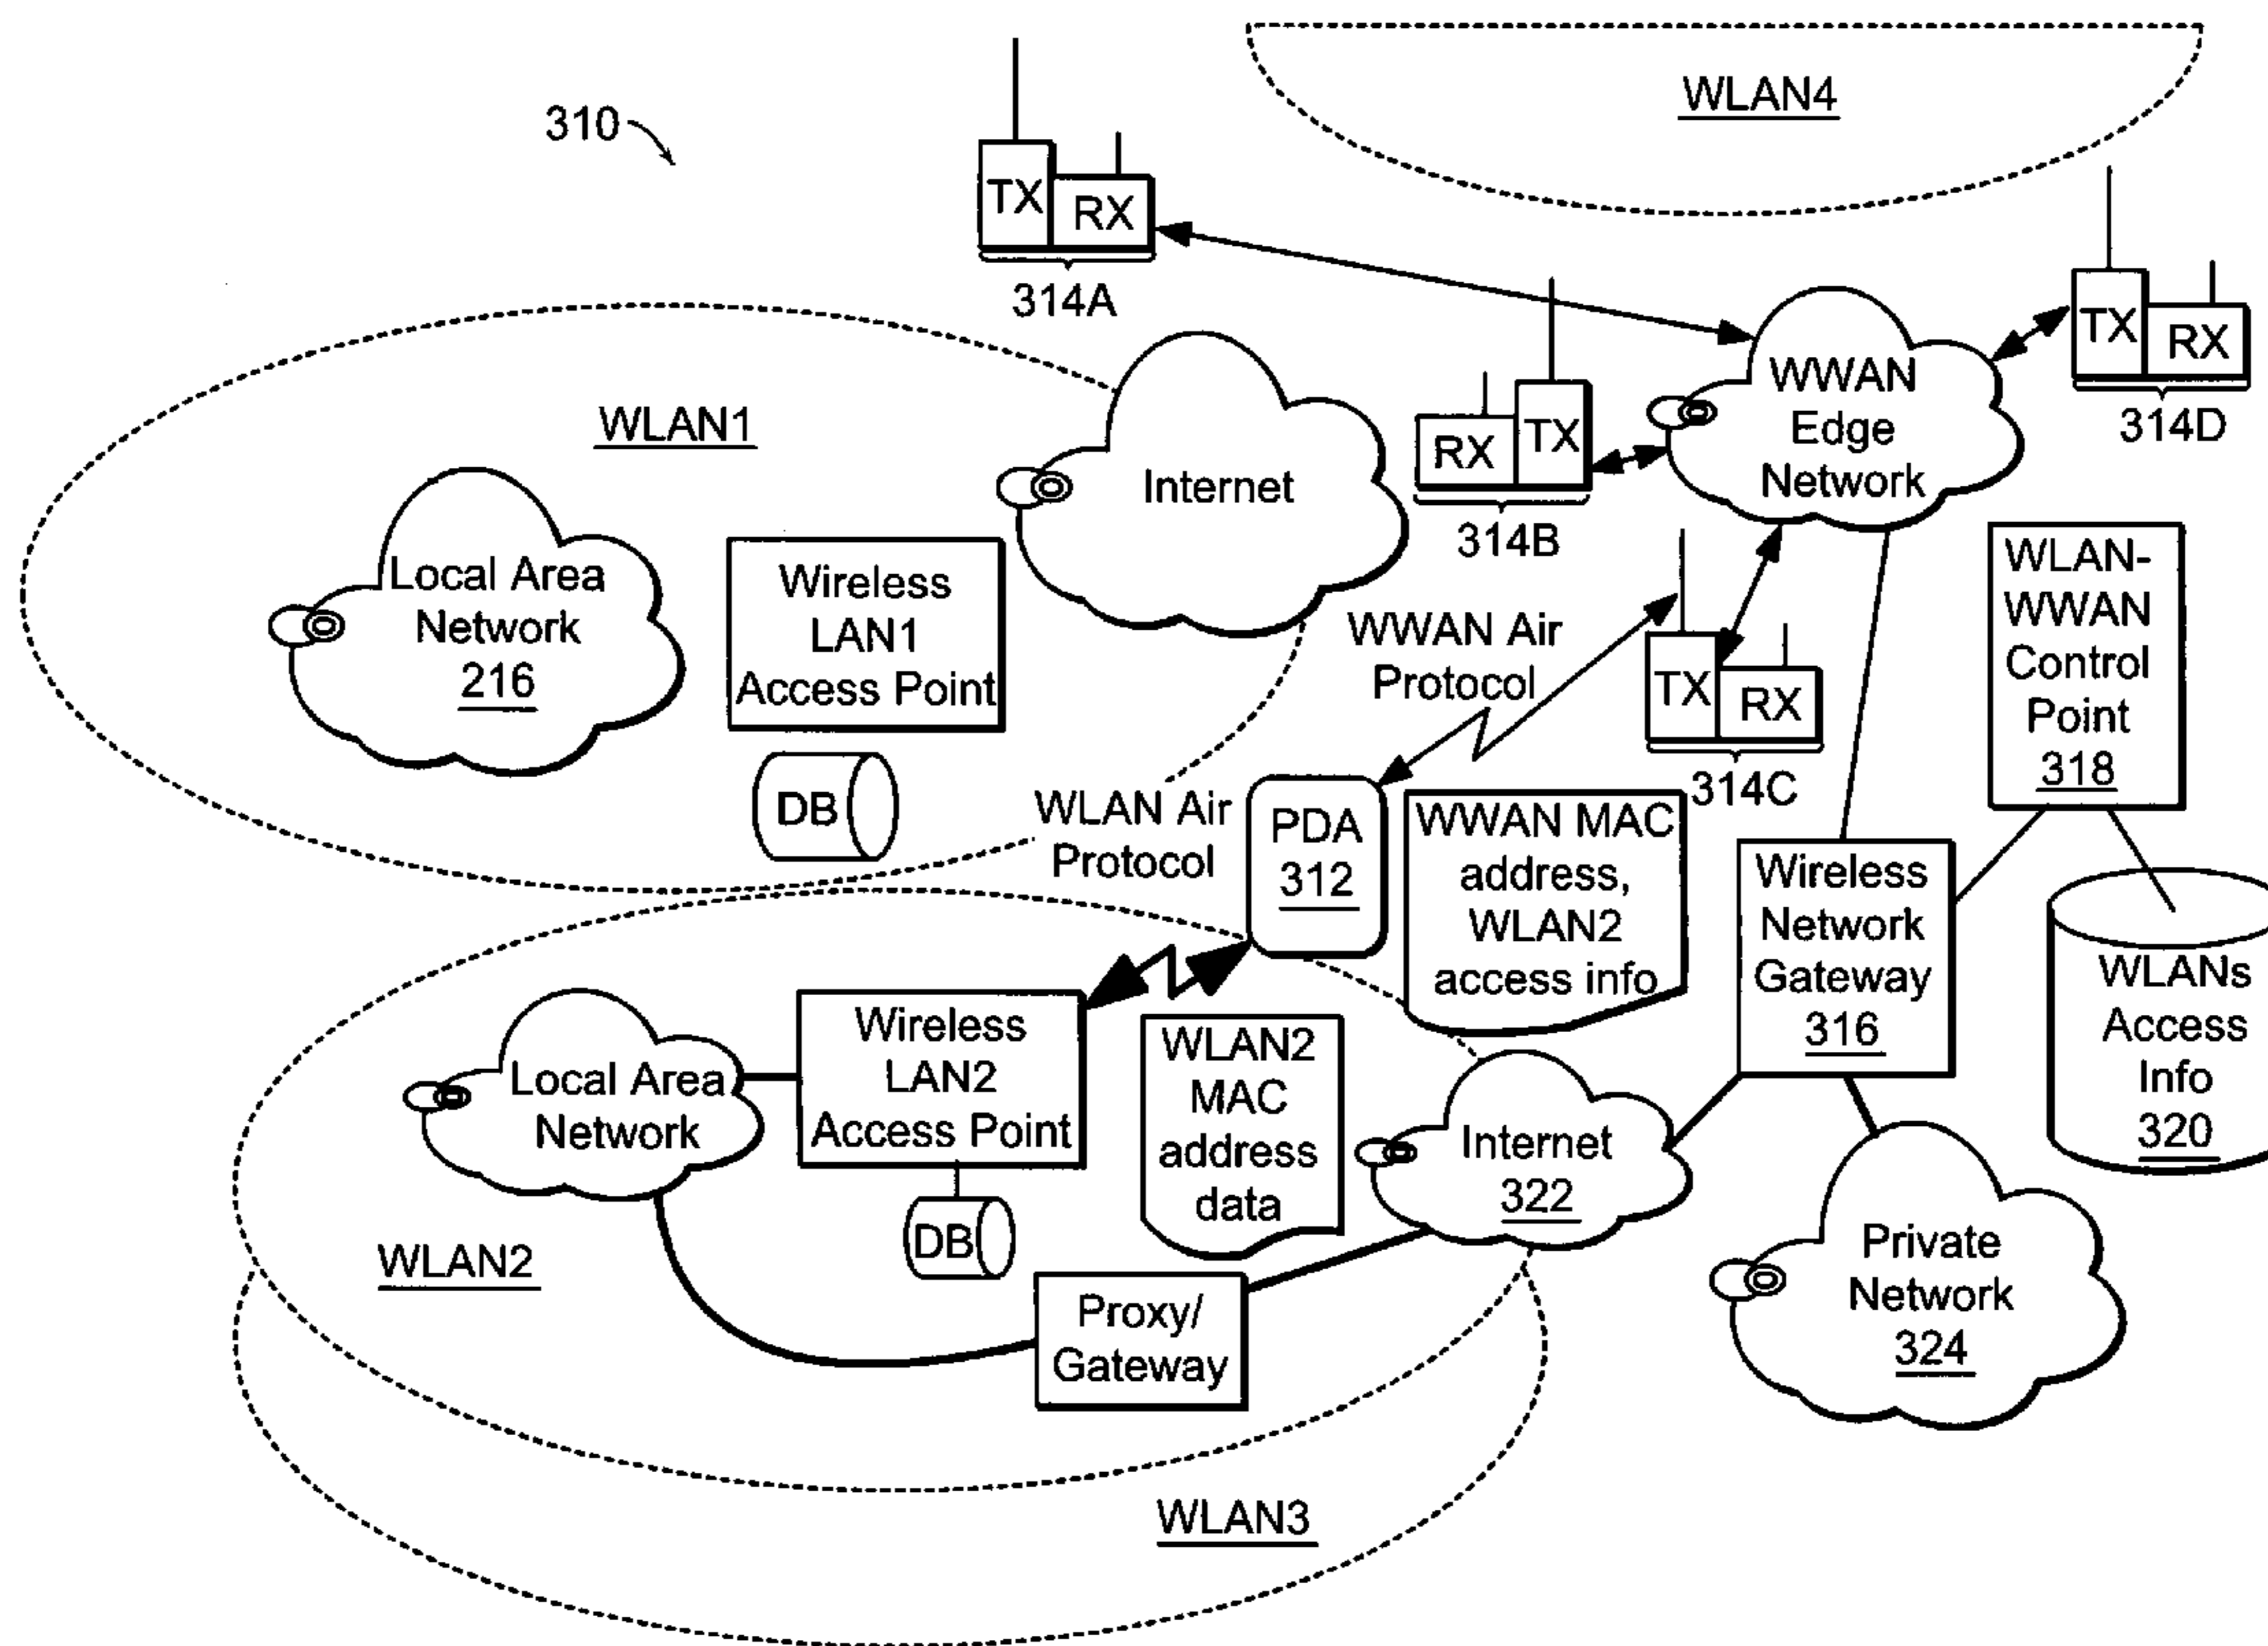 WLAN4
310
TX
RX
314A
TX
RX
314D
WWAN
Edge
Network
RX
TX
314B
WLAN1
Internet
Local Area
Network
216
Wireless
LAN1
Access Point
DB
WWAN Air
Protocol
TX
RX
314C
WLAN-
WWAN
Control
Point
318
WLAN Air
Protocol
PDA
312
WWAN MAC
address,
WLAN2
access info
Wireless
Network
Gateway
316
WLANs
Access
Info
320
Local Area
Network
Wireless
LAN2
Access Point
DB
WLAN2
MAC
address
data
Internet
322
Private
Network
324
WLAN2
Proxy/
Gateway
WLAN3